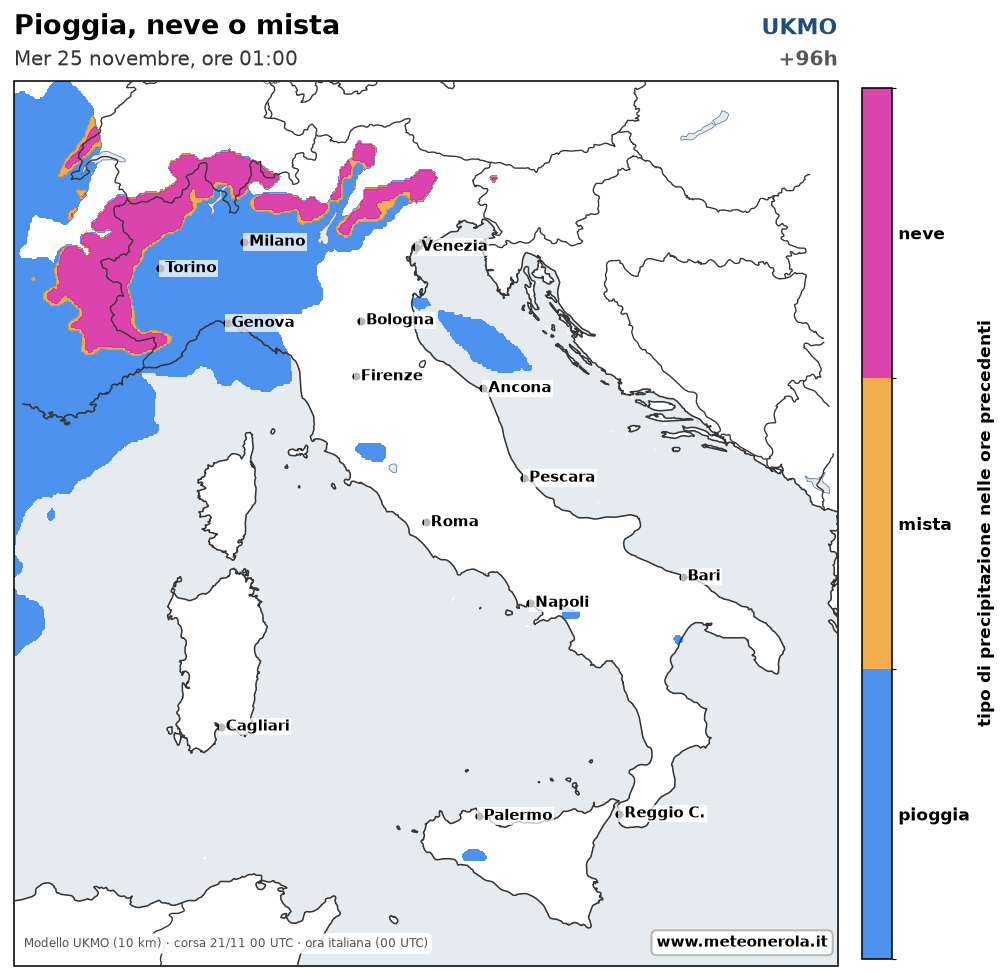 Pioggia, neve o mista
UKMO
Mer 25 novembre, ore 01:00
+96h
neve
mista
pioggia
tipo di precipitazione nelle ore precedenti
Milano
Venezia
Torino
Genova
Bologna
Firenze
Ancona
Pescara
Roma
Bari
Napoli
Cagliari
Palermo
Reggio C.
Modello UKMO (10 km) · corsa 21/11 00 UTC · ora italiana (00 UTC)
www.meteonerola.it